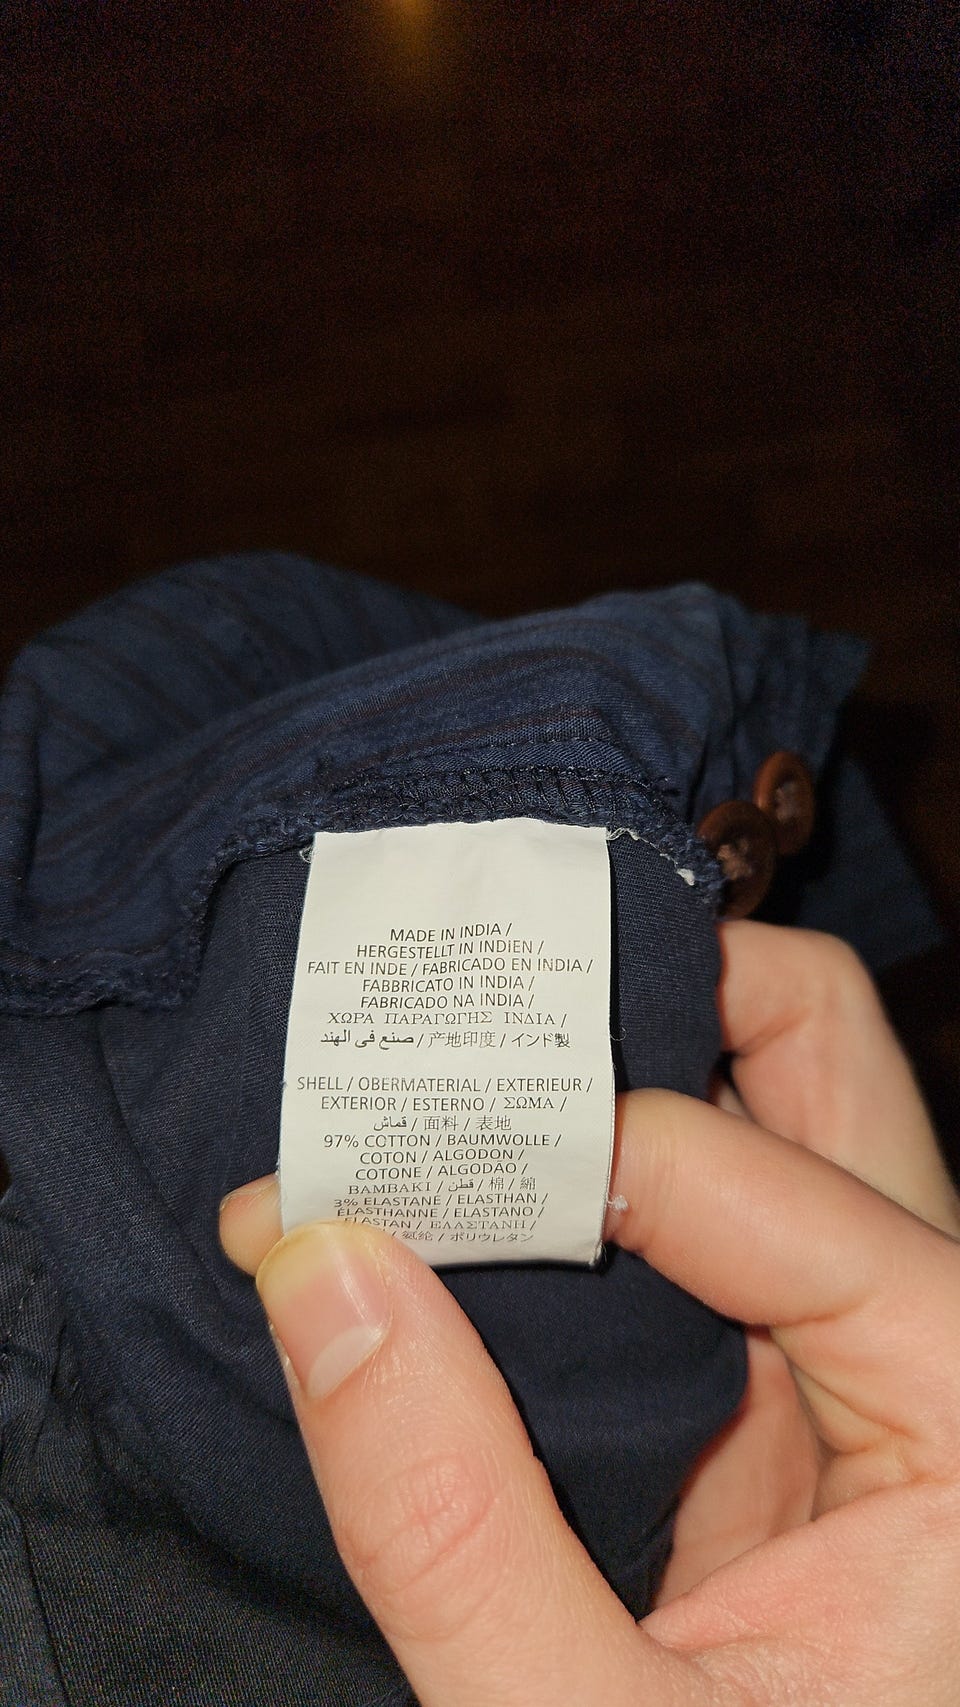 MADE IN INDIA /
HERGESTELLT IN INDIEN /
FAIT EN INDE / FABRICADO EN INDIA /
FABBRICATO IN INDIA /
FABRICADO NA INDIA /
ΧΩΡΑ ΠΑΡΑΓΩΓΗΣ ΙΝΔΙΑ /
صنع في الهند / 产地印度 / インド製
SHELL / OBERMATERIAL / EXTERIEUR /
EXTERIOR / ESTERNO / ΣΩΜΑ /
قماش / 面料 / 表地
97% COTTON / BAUMWOLLE /
COTON / ALGODON /
COTONE / ALGODÃO /
ΒΑΜΒΑΚΙ / قطن / 棉 / 綿
3% ELASTANE / ELASTHAN /
ÉLASTHANNE / ELASTANO /
ELASTAN / ΕΛΑΣΤΑΝΗ /
/ 氨纶 / ポリウレタン